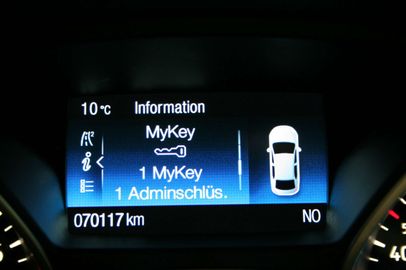 10 °C Information
MyKey
1 MyKey
1 Adminschlüs.
070117 km NO